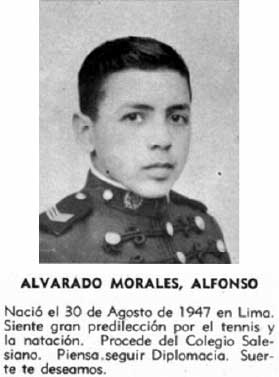 ALVARADO MORALES, ALFONSO
Nació el 30 de Agosto de 1947 en Lima.
Siente gran predilección por el tennis y
la natación. Procede del Colegio Sale-
siano. Piensa.seguir Diplomacia. Suer-
te te deseamos.